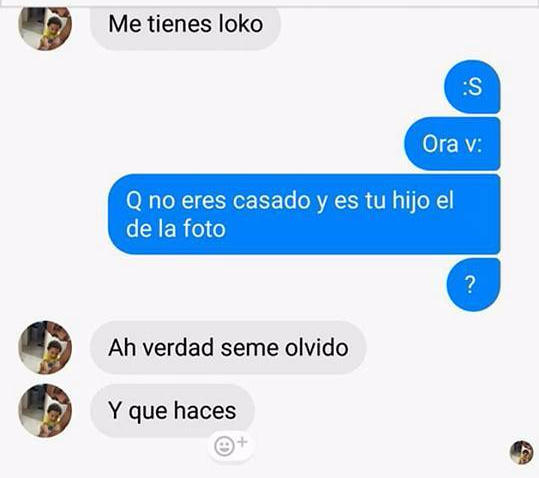 Me tienes loko
:S
Ora v:
Q no eres casado y es tu hijo el
de la foto
?
Ah verdad seme olvido
Y que haces